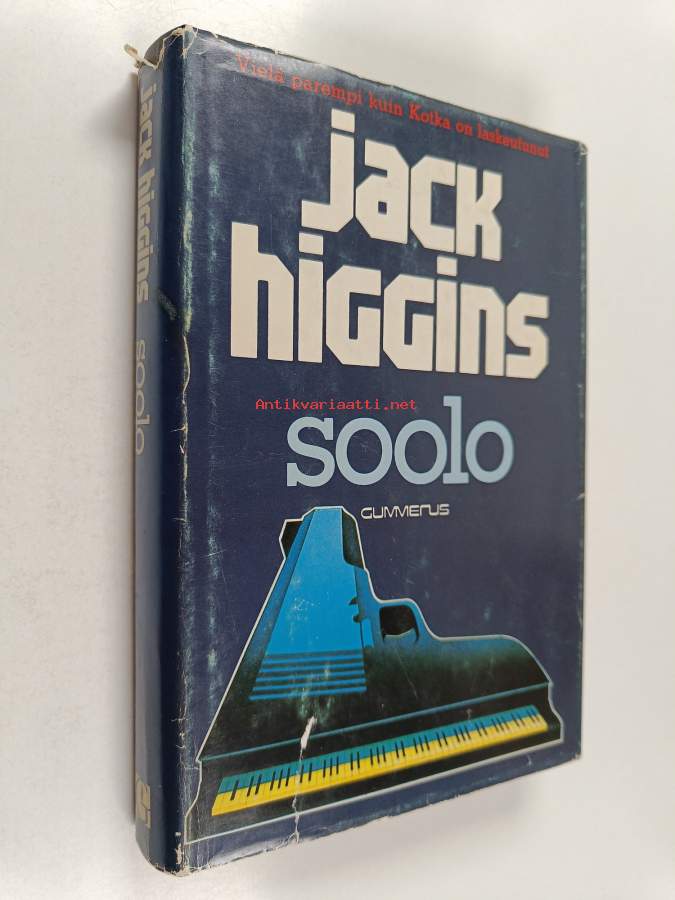 Vielä parempi kuin Kotka on laskeutunut
jack
higgins
soolo
GUMMERUS
jack higgins soolo
Antikvariaatti.net